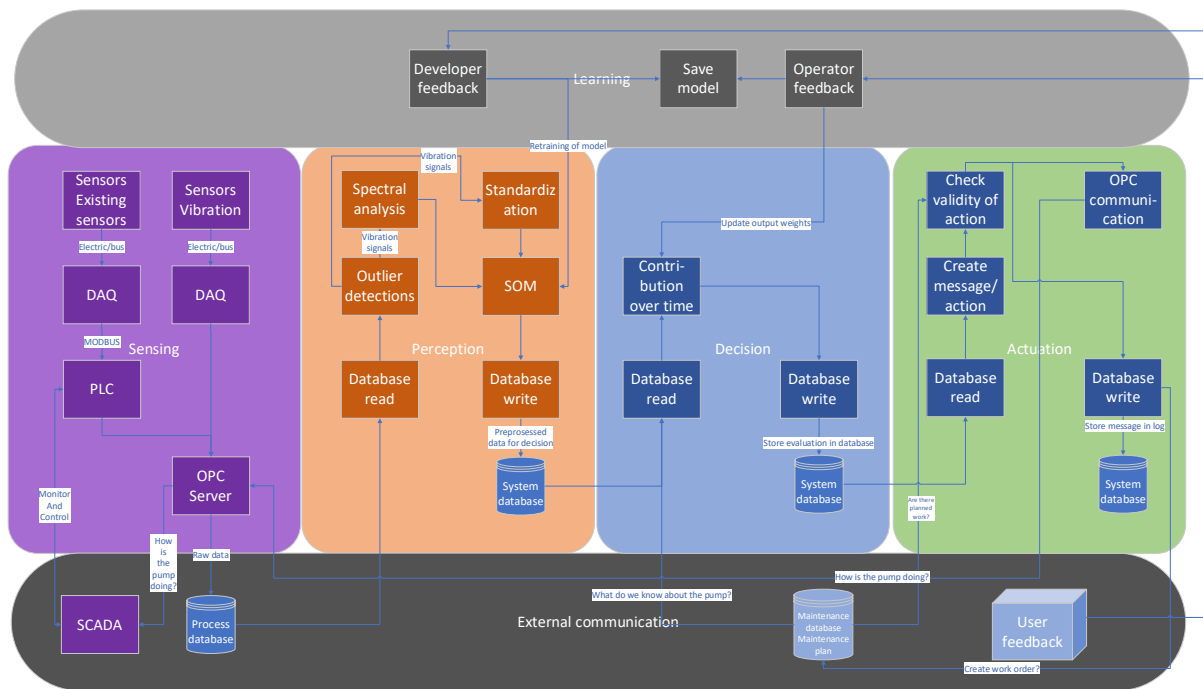 Developer
feedback
Learning
Save
model
Operator
feedback
Retraining of model
Sensors
Existing
sensors
Sensors
Vibration
Electric/bus
Electric/bus
DAQ
DAQ
MODBUS
Sensing
PLC
OPC
Server
Monitor
And
Control
How
is
the
pump
doing?
Raw data
Vibration
signals
Spectral
analysis
Standardiz
ation
Vibration
signals
Outlier
detections
SOM
Perception
Database
read
Database
write
Preprosessed
data for decision
System
database
Update output weights
Contri-
bution
over time
Decision
Database
read
Database
write
Store evaluation in database
System
database
Check
validity of
action
OPC
communi-
cation
Create
message/
action
Actuation
Database
read
Database
write
Store message in log
Are there
planned
work?
System
database
SCADA
Process
database
What do we know about the pump?
How is the pump doing?
External communication
Maintenance
database
Maintenance
plan
User
feedback
Create work order?